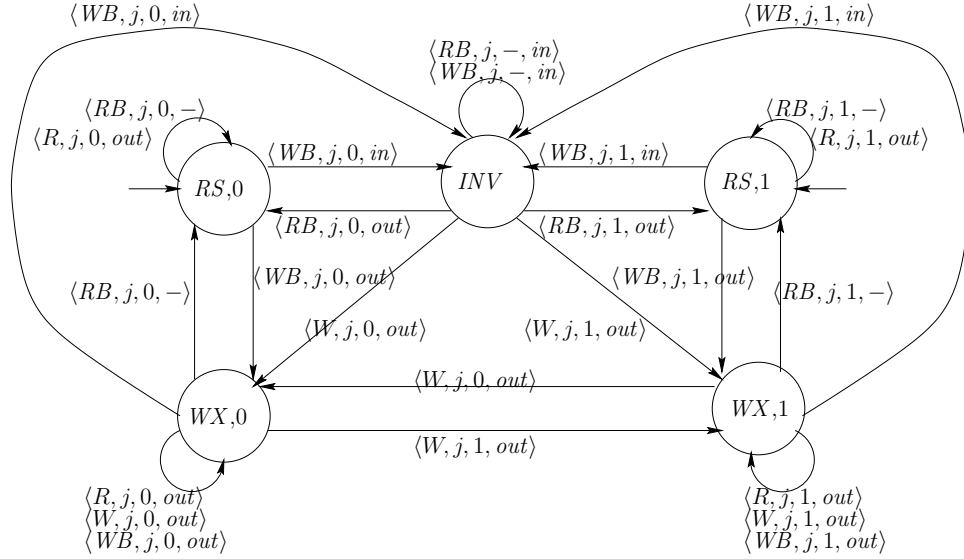 ⟨WB, j, 0, in⟩
⟨WB, j, 1, in⟩
⟨RB, j, −, in⟩
⟨WB, j, −, in⟩
⟨RB, j, 0, −⟩
⟨R, j, 0, out⟩
⟨RB, j, 1, −⟩
⟨R, j, 1, out⟩
⟨WB, j, 0, in⟩
⟨WB, j, 1, in⟩
RS,0
INV
RS,1
⟨RB, j, 0, out⟩
⟨RB, j, 1, out⟩
⟨WB, j, 0, out⟩
⟨WB, j, 1, out⟩
⟨RB, j, 0, −⟩
⟨RB, j, 1, −⟩
⟨W, j, 0, out⟩
⟨W, j, 1, out⟩
⟨W, j, 0, out⟩
WX,0
WX,1
⟨W, j, 1, out⟩
⟨R, j, 0, out⟩
⟨W, j, 0, out⟩
⟨WB, j, 0, out⟩
⟨R, j, 1, out⟩
⟨W, j, 1, out⟩
⟨WB, j, 1, out⟩